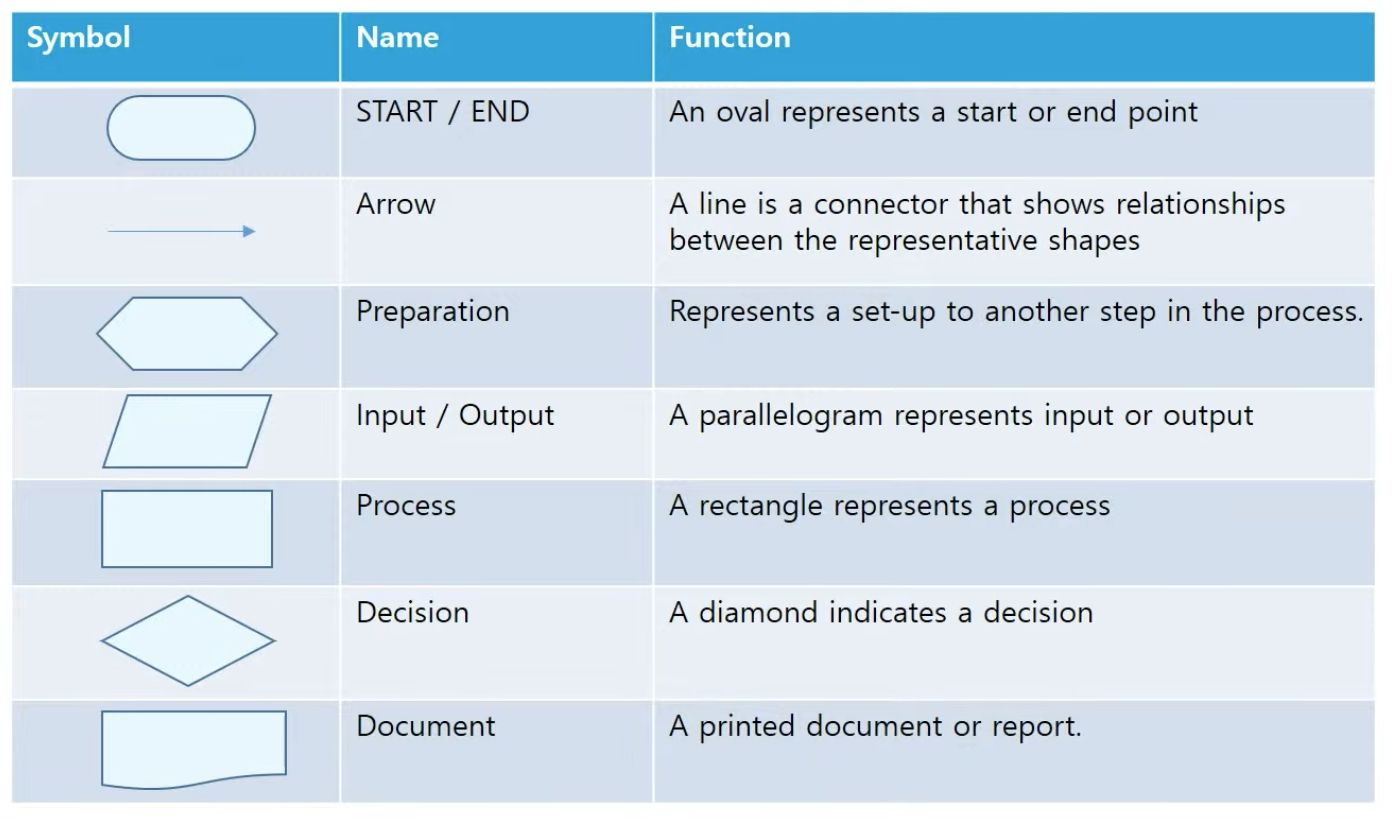 Symbol Name Function
START / END An oval represents a start or end point
Arrow A line is a connector that shows relationships
between the representative shapes
Preparation Represents a set-up to another step in the process.
Input / Output A parallelogram represents input or output
Process A rectangle represents a process
Decision A diamond indicates a decision
Document A printed document or report.